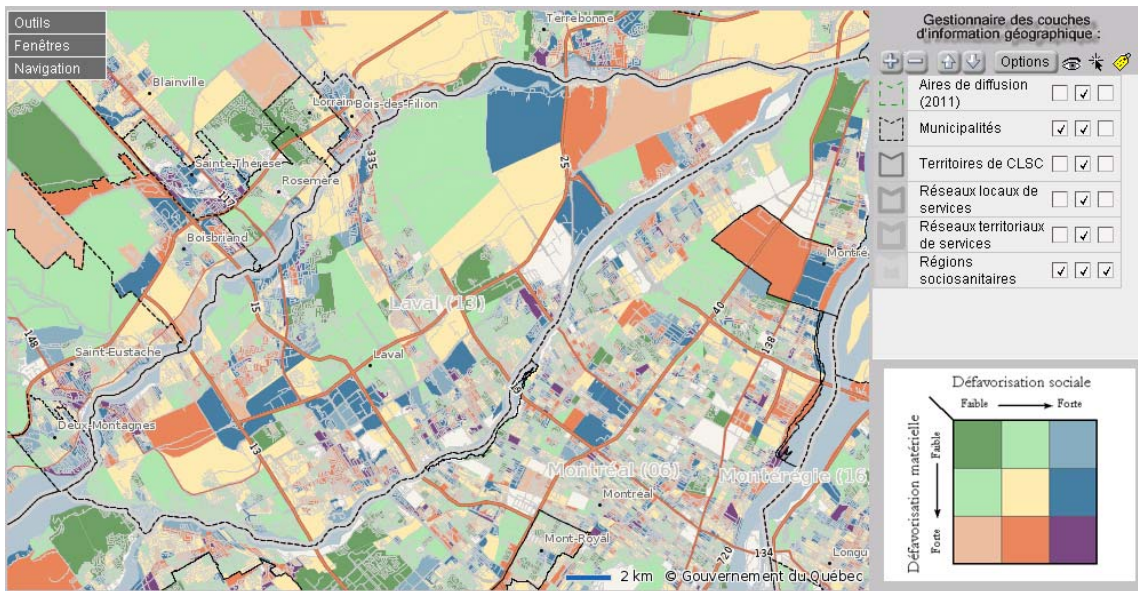 Outils
Fenêtres
Navigation
Terrebonne
Blainville
Lorraine
Bois-des-Filion
335
25
Sainte-Thérèse
Rosemère
Boisbriand
15
Laval (13)
40
138
148
Saint-Eustache
Laval
19
Deux-Montagnes
13
Montréal (06)
Montérégie (16
Montréal
Mont-Royal
720
134
Longu
2 km © Gouvernement du Québec
Gestionnaire des couches
d'information géographique :
Options
Aires de diffusion
(2011)
Municipalités
Territoires de CLSC
Réseaux locaux de
services
Réseaux territoriaux
de services
Régions
sociosanitaires
Défavorisation sociale
Faible Forte
Défavorisation matérielle
Faible
Forte